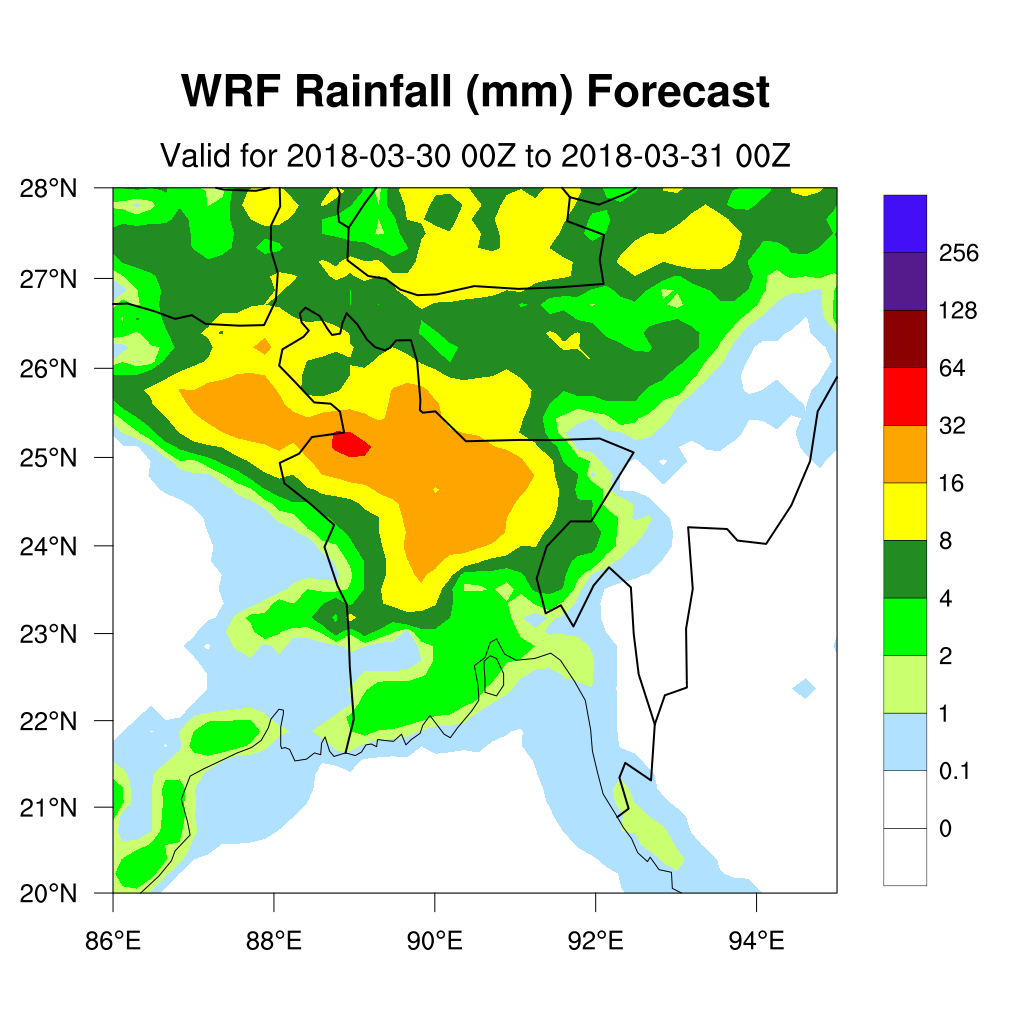 WRF Rainfall (mm) Forecast
Valid for 2018-03-30 00Z to 2018-03-31 00Z
28°N
27°N
26°N
25°N
24°N
23°N
22°N
21°N
20°N
86°E
88°E
90°E
92°E
94°E
256
128
64
32
16
8
4
2
1
0.1
0